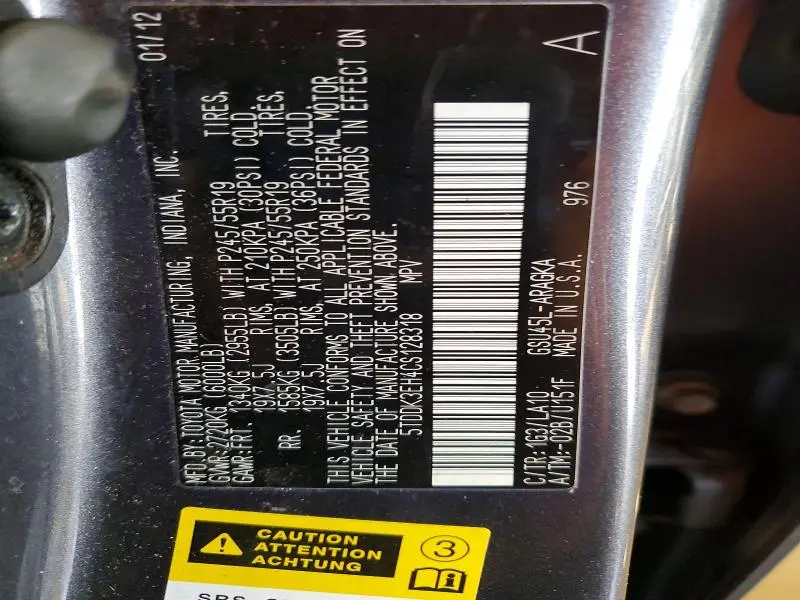 MFD.BY:TOYOTA MOTOR MANUFACTURING, INDIANA, INC. 01/12
GVWR:2720KG(6000LB)
GAWR:FRT. 1340KG(2955LB) WITH P245/55R19 TIRES.
19X7.5J RIMS, AT 210KPA(30PSI) COLD.
RR. 1585KG(3505LB) WITH P245/55R19 TIRES.
19X7.5J RIMS, AT 250KPA(36PSI) COLD.
THIS VEHICLE CONFORMS TO ALL APPLICABLE FEDERAL MOTOR
VEHICLE SAFETY AND THEFT PREVENTION STANDARDS IN EFFECT ON
THE DATE OF MANUFACTURE SHOWN ABOVE.
5TDDK3EH4CS128318 MPV
C/TR:1G3/LA10 GSU45L-ARAGKA 976
A/TM:-02B/U151F MADE IN U.S.A. A
CAUTION
ATTENTION
ACHTUNG
3